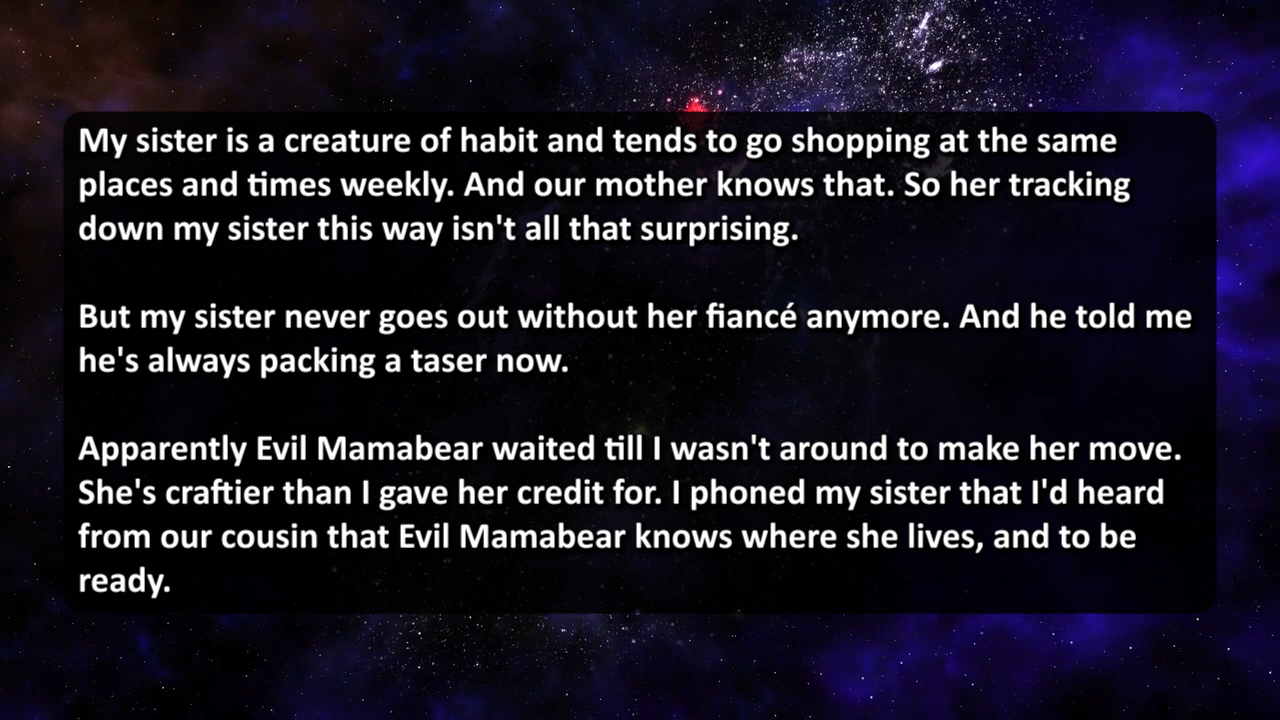 My sister is a creature of habit and tends to go shopping at the same
places and times weekly. And our mother knows that. So her tracking
down my sister this way isn't all that surprising.
But my sister never goes out without her fiancé anymore. And he told me
he's always packing a taser now.
Apparently Evil Mamabear waited till I wasn't around to make her move.
She's craftier than I gave her credit for. I phoned my sister that I'd heard
from our cousin that Evil Mamabear knows where she lives, and to be
ready.